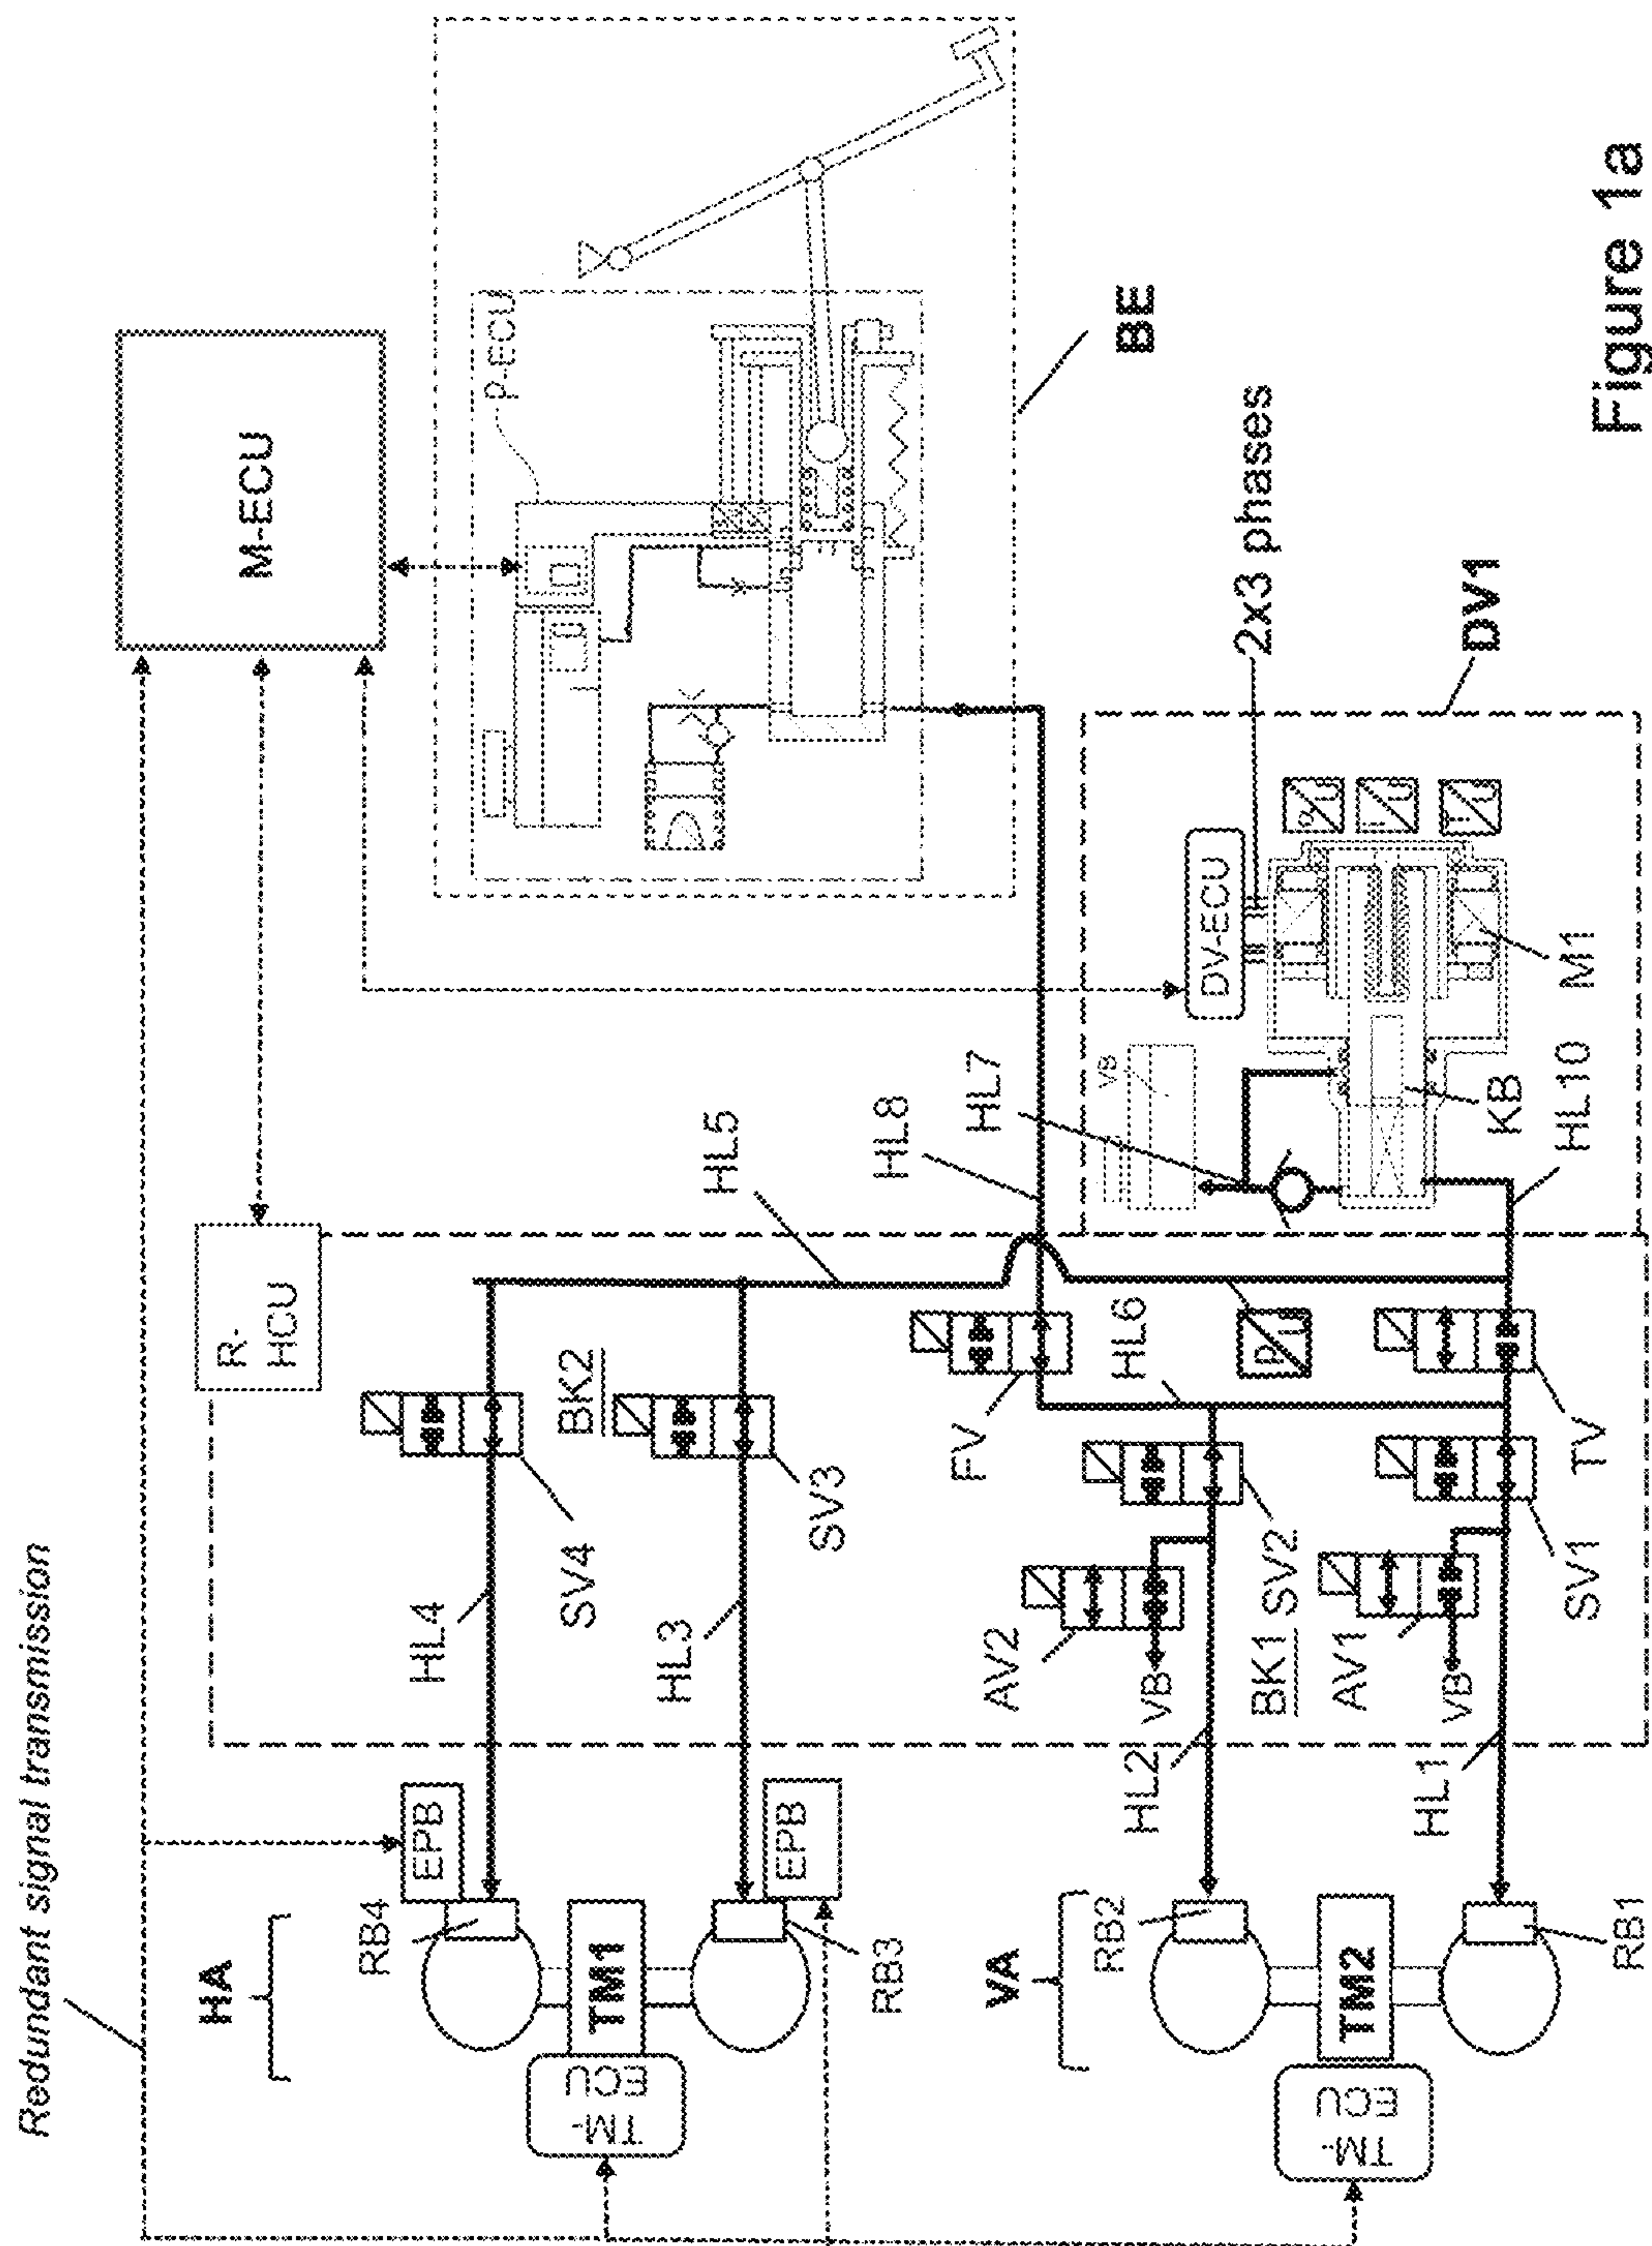 Redundant signal transmission
M-ECU
P-ECU
BE
R-
HCU
HL5
HL8
HL7
VB
DV-ECU
2x3 phases
DV1
M1
KB
HL10
HL4
SV4
BK2
HL3
SV3
FV
HL6
TV
AV2
VB
BK1
SV2
AV1
VB
SV1
HL2
HL1
EPB
EPB
HA
RB4
TM1
RB3
TM-
ECU
VA
RB2
TM2
RB1
TM-
ECU
Figure 1a